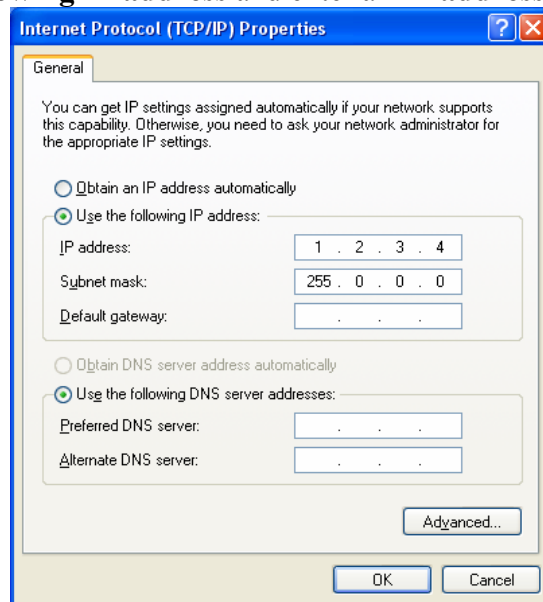 Internet Protocol (TCP/IP) Properties
General
You can get IP settings assigned automatically if your network supports
this capability. Otherwise, you need to ask your network administrator for
the appropriate IP settings.
Obtain an IP address automatically
Use the following IP address:
IP address: 1 . 2 . 3 . 4
Subnet mask: 255 . 0 . 0 . 0
Default gateway: . . .
Obtain DNS server address automatically
Use the following DNS server addresses:
Preferred DNS server: . . .
Alternate DNS server: . . .
Advanced...
OK Cancel